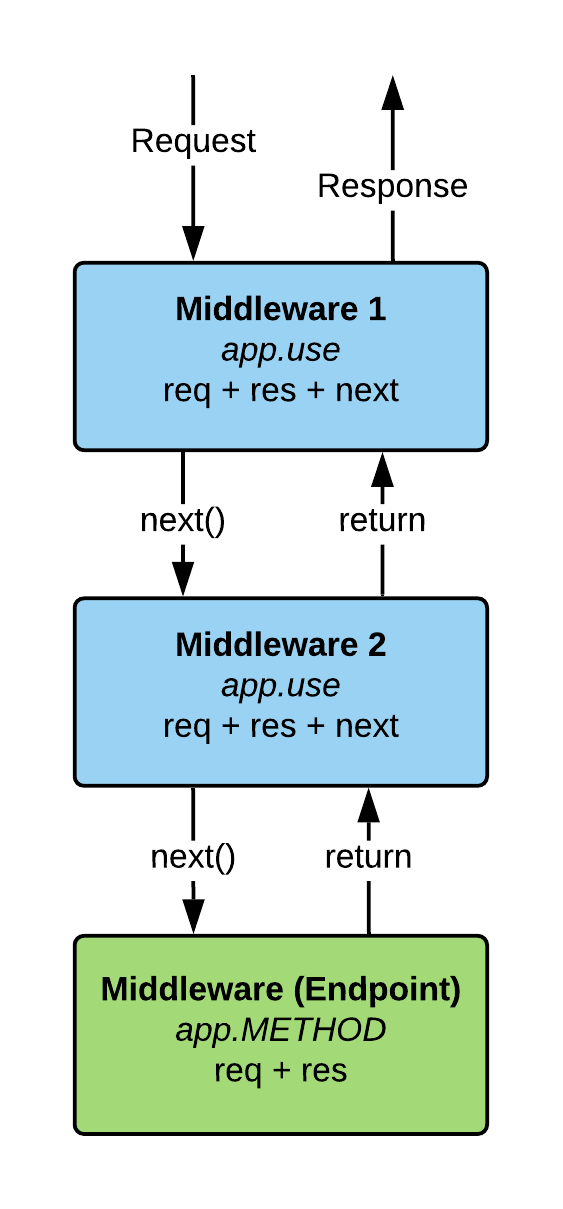 Request
Response
Middleware 1
app.use
req + res + next
next()
return
Middleware 2
app.use
req + res + next
next()
return
Middleware (Endpoint)
app.METHOD
req + res